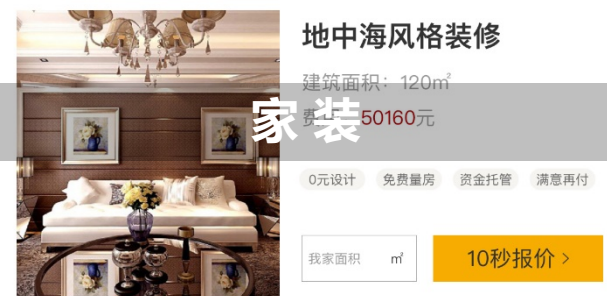 地中海风格装修
建筑面积：120㎡
家装
费 50160元
0元设计 免费量房 资金托管 满意再付
我家面积 ㎡
10秒报价 >